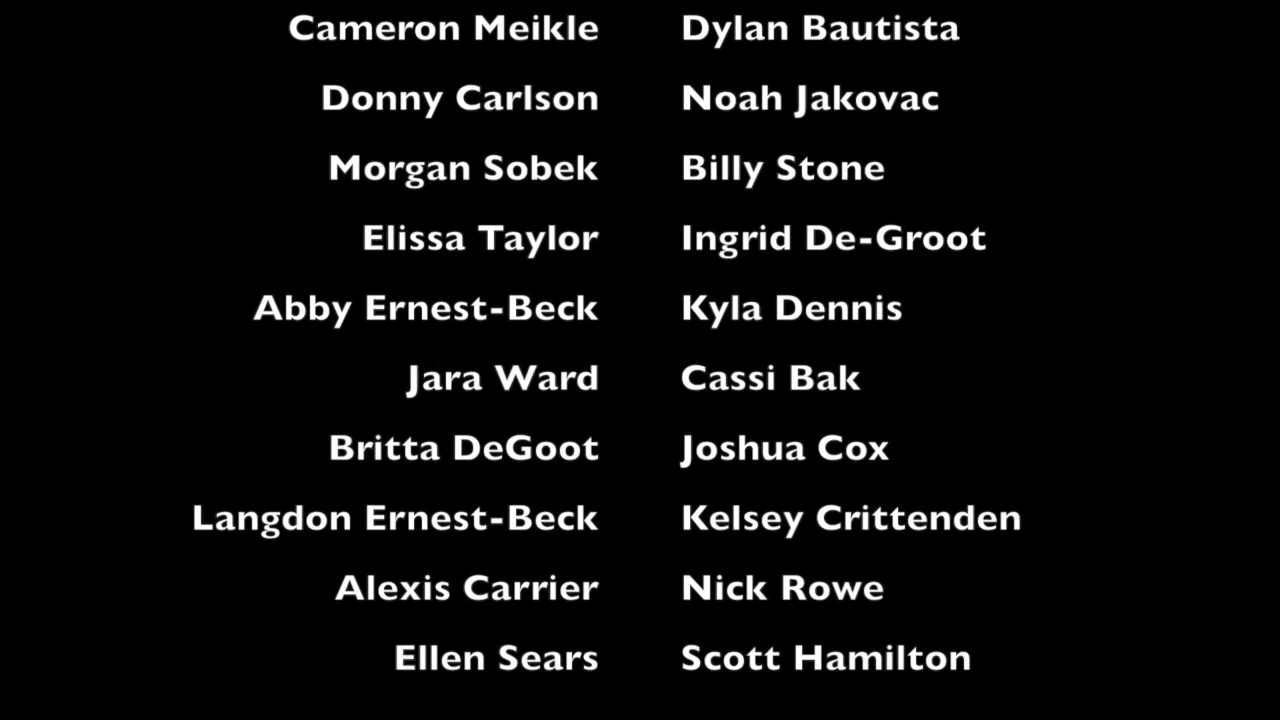 Cameron Meikle Dylan Bautista
Donny Carlson Noah Jakovac
Morgan Sobek Billy Stone
Elissa Taylor Ingrid De-Groot
Abby Ernest-Beck Kyla Dennis
Jara Ward Cassi Bak
Britta DeGoot Joshua Cox
Langdon Ernest-Beck Kelsey Crittenden
Alexis Carrier Nick Rowe
Ellen Sears Scott Hamilton